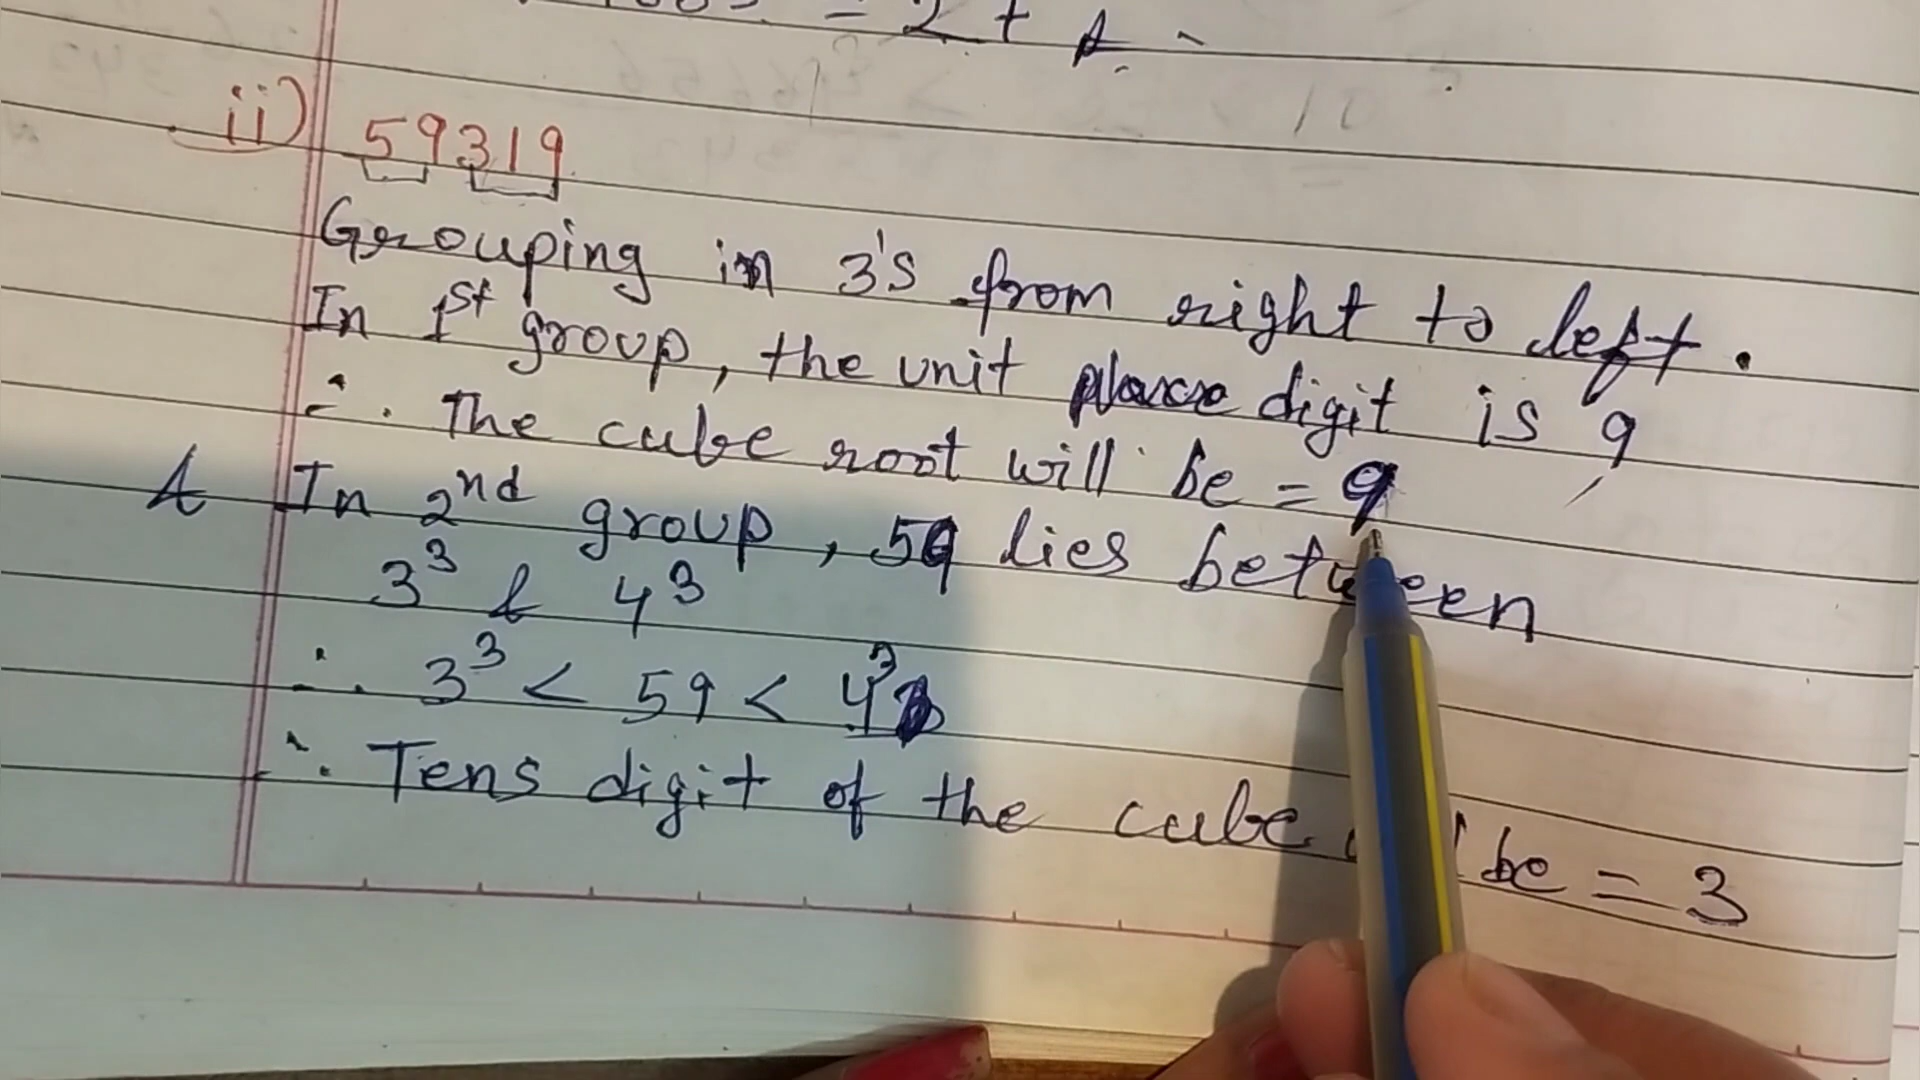 = 2 +
ii) 59319
Grouping in 3's from right to left.
In 1st group, the unit place digit is 9
∴ The cube root will be = 9
& In 2nd group, 59 lies between
3³ & 4³
∴ 3³ < 59 < 4³
∴ Tens digit of the cube be = 3